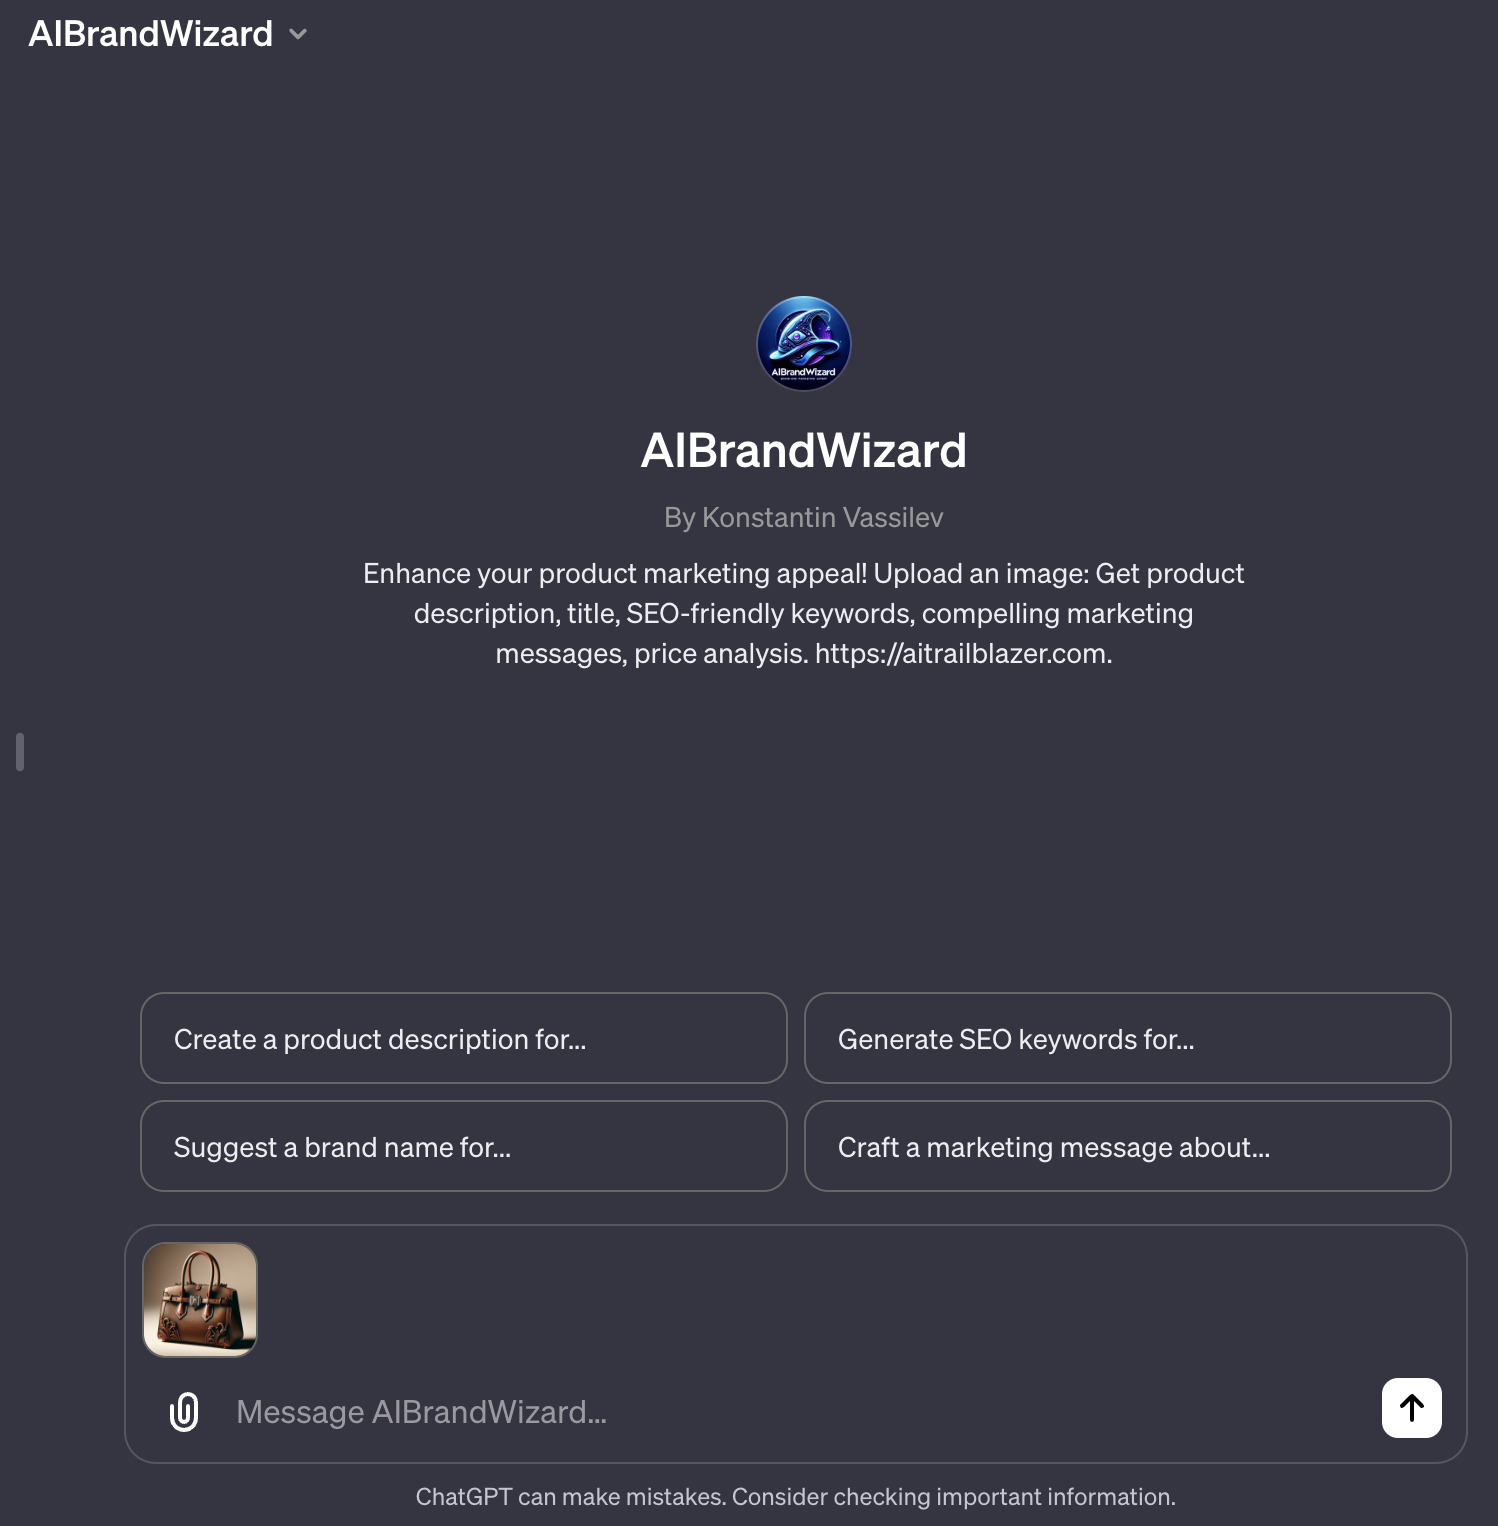 AIBrandWizard
AIBrandWizard
AIBrandWizard
By Konstantin Vassilev
Enhance your product marketing appeal! Upload an image: Get product
description, title, SEO-friendly keywords, compelling marketing
messages, price analysis. https://aitrailblazer.com.
Create a product description for...
Generate SEO keywords for...
Suggest a brand name for...
Craft a marketing message about...
Message AIBrandWizard...
ChatGPT can make mistakes. Consider checking important information.